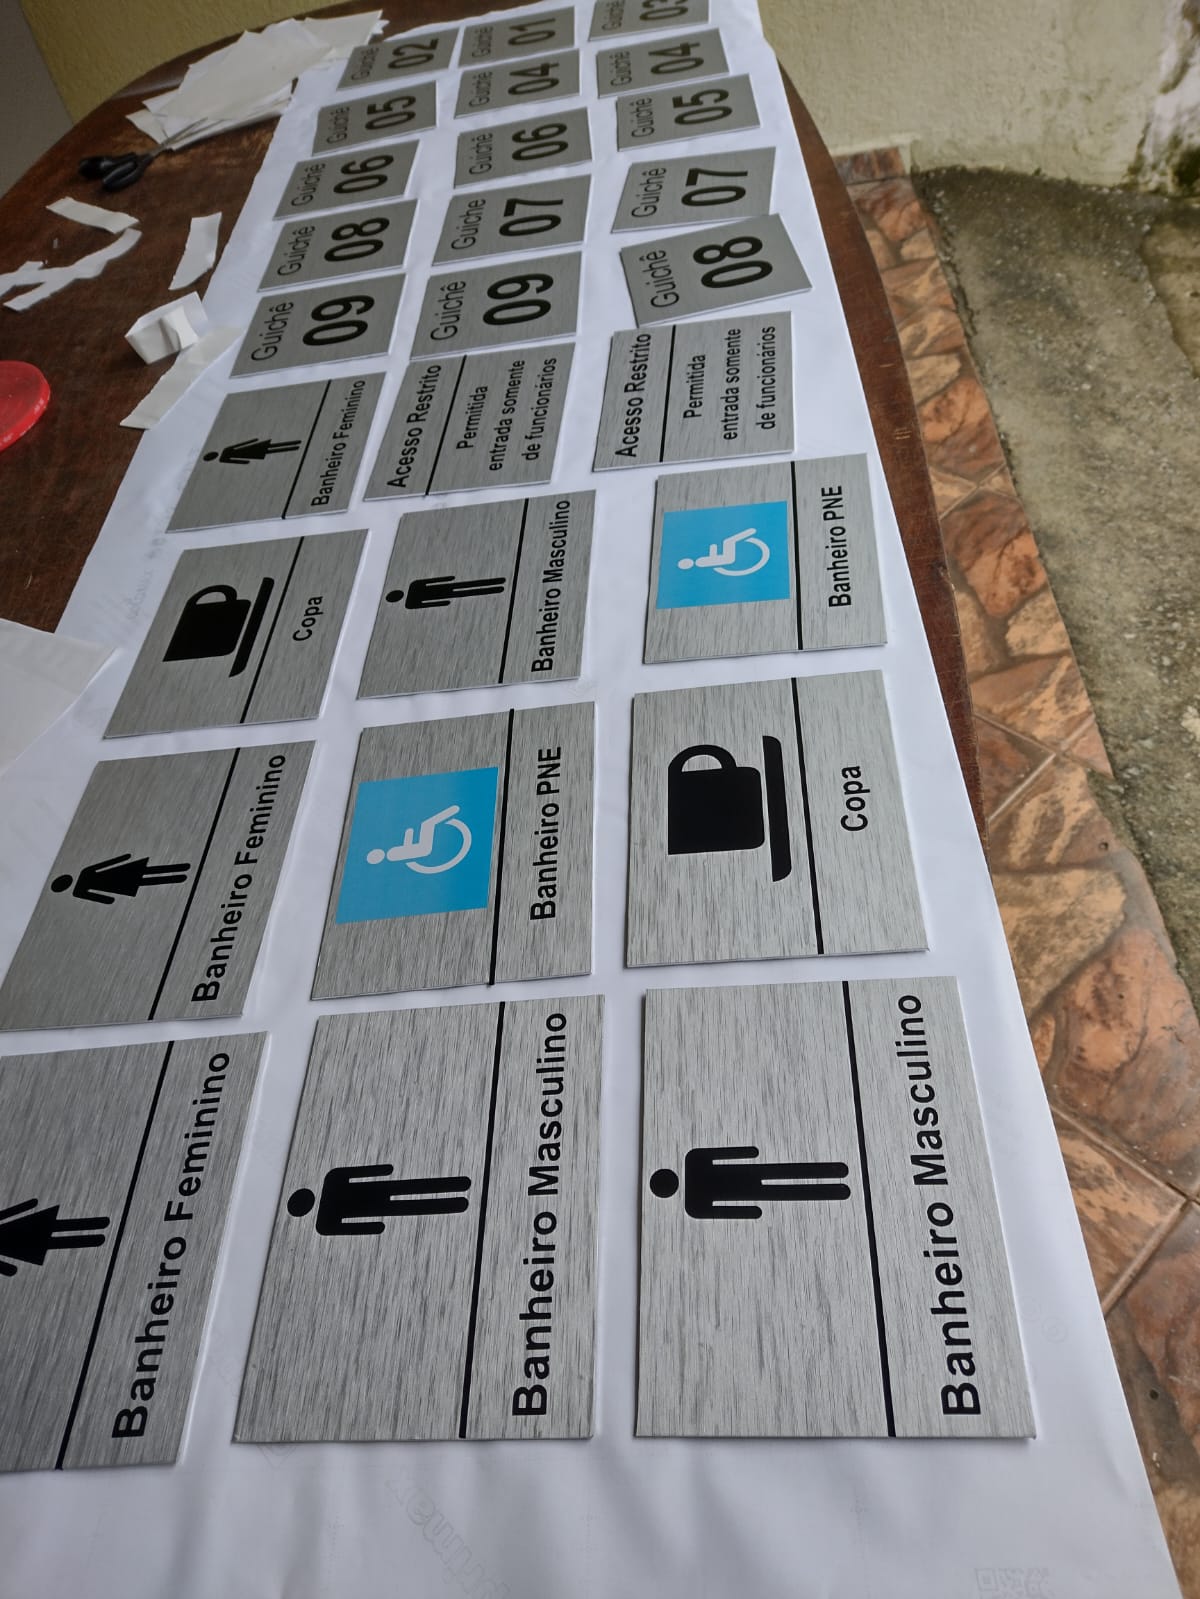 Guichê
02
Guichê
01
Guichê
03
Guichê
05
Guichê
04
Guichê
04
Guichê
06
Guichê
06
Guichê
05
Guichê
08
Guichê
07
Guichê
07
Guichê
09
Guichê
09
Guichê
08
Banheiro Feminino
Acesso Restrito
Permitida
entrada somente
de funcionários
Acesso Restrito
Permitida
entrada somente
de funcionários
Copa
Banheiro Masculino
Banheiro PNE
Banheiro Feminino
Banheiro PNE
Copa
Banheiro Feminino
Banheiro Masculino
Banheiro Masculino